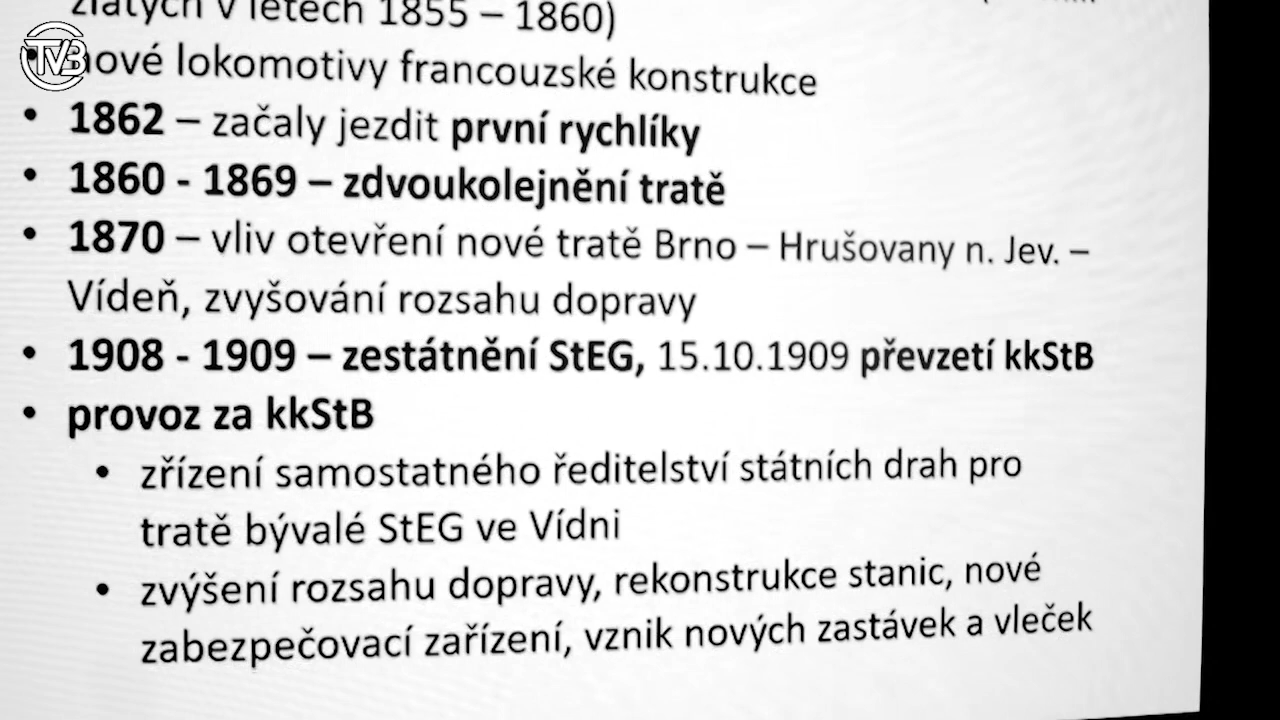 zlatých v letech 1855 – 1860)
TVB
nové lokomotivy francouzské konstrukce
• 1862 – začaly jezdit první rychlíky
• 1860 - 1869 – zdvoukolejnění tratě
• 1870 – vliv otevření nové tratě Brno – Hrušovany n. Jev. –
Vídeň, zvyšování rozsahu dopravy
• 1908 - 1909 – zestátnění StEG, 15.10.1909 převzetí kkStB
• provoz za kkStB
• zřízení samostatného ředitelství státních drah pro
tratě bývalé StEG ve Vídni
• zvýšení rozsahu dopravy, rekonstrukce stanic, nové
zabezpečovací zařízení, vznik nových zastávek a vleček